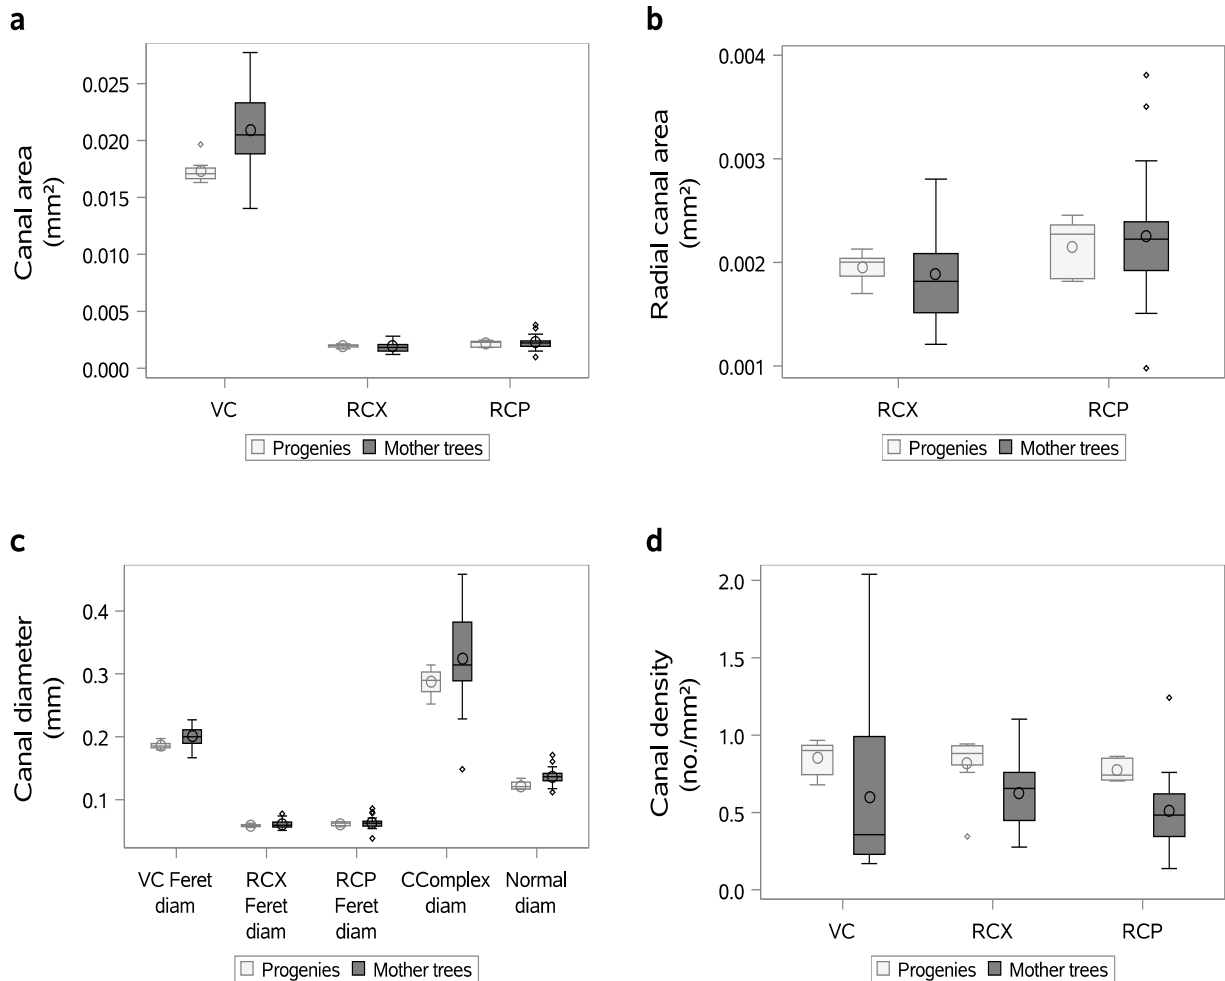 a
Canal area
(mm²)
0.025
0.020
0.015
0.010
0.005
0.000
VC RCX RCP
Progenies Mother trees
b
Radial canal area
(mm²)
0.004
0.003
0.002
0.001
RCX RCP
Progenies Mother trees
c
Canal diameter
(mm)
0.4
0.3
0.2
0.1
VC Feret RCX RCP CComplex Normal
diam Feret Feret diam diam
diam diam
Progenies Mother trees
d
Canal density
(no./mm²)
2.0
1.5
1.0
0.5
0.0
VC RCX RCP
Progenies Mother trees